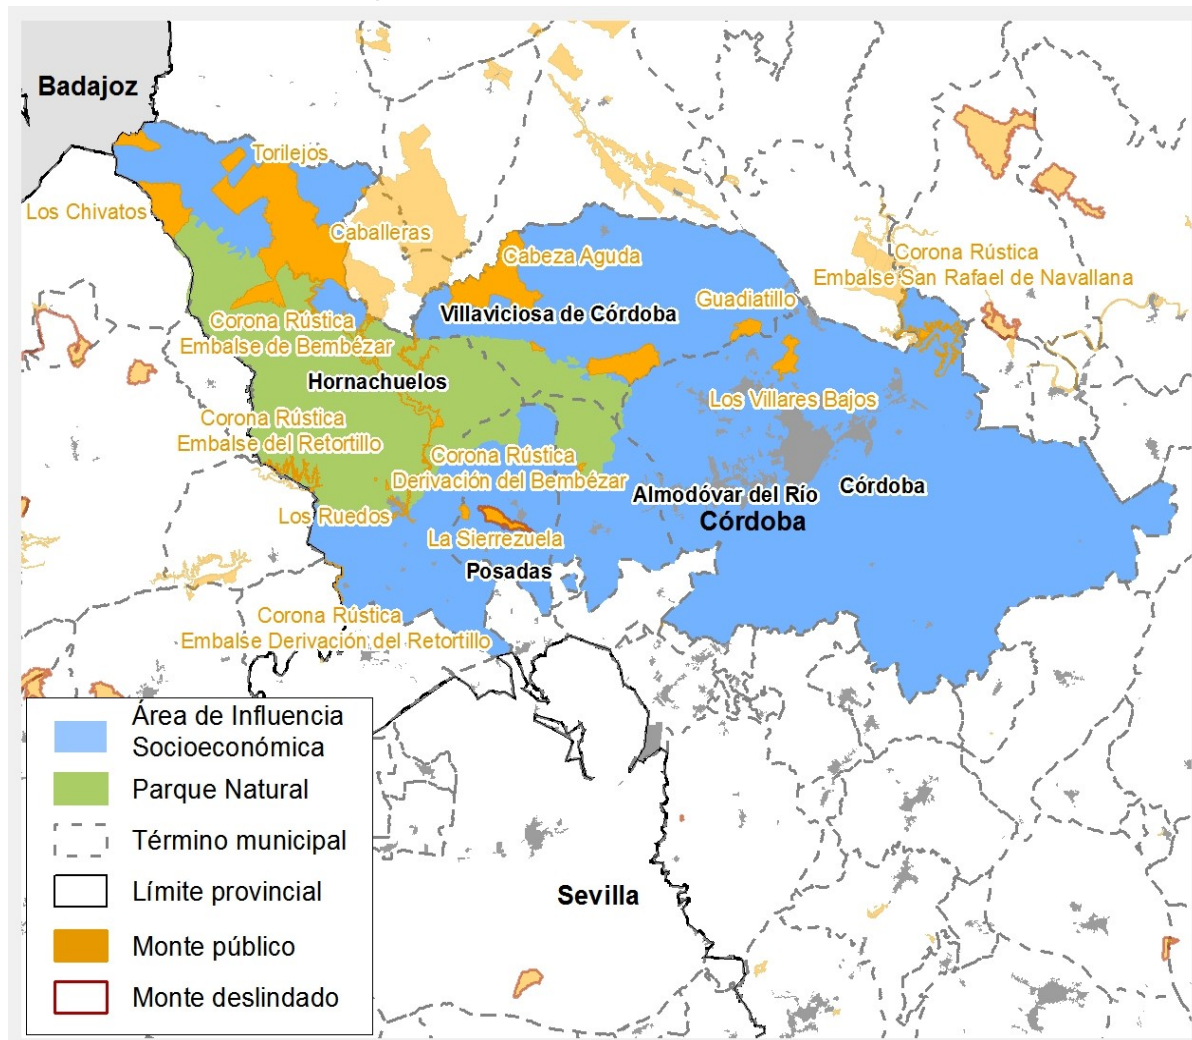 Badajoz
Torilejos
Los Chivatos
Caballeras
Cabeza Aguda
Corona Rústica
Embalse San Rafael de Navallana
Guadiatillo
Villaviciosa de Córdoba
Corona Rústica
Embalse de Bembézar
Hornachuelos
Los Villares Bajos
Corona Rústica
Embalse del Retortillo
Corona Rústica
Derivación del Bembézar
Almodóvar del Río
Córdoba
Córdoba
Los Ruedos
La Sierrezuela
Posadas
Corona Rústica
Embalse Derivación del Retortillo
Sevilla
Área de Influencia
Socioeconómica
Parque Natural
Término municipal
Límite provincial
Monte público
Monte deslindado